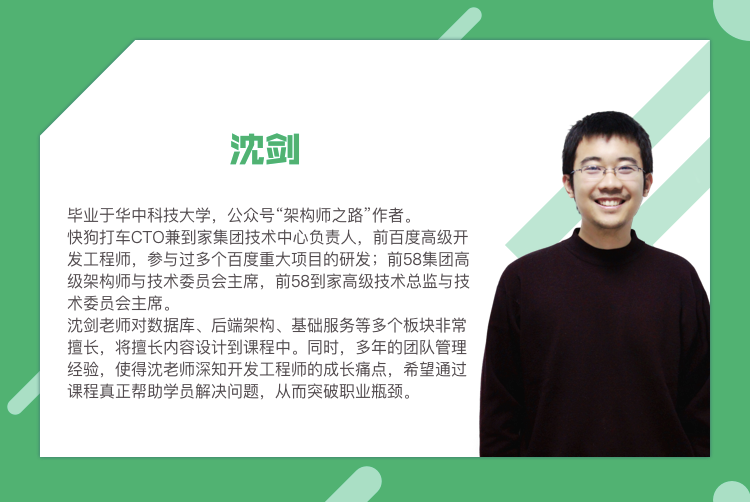 沈剑
毕业于华中科技大学，公众号“架构师之路”作者。
快狗打车CTO兼到家集团技术中心负责人，前百度高级开
发工程师，参与过多个百度重大项目的研发；前58集团高
级架构师与技术委员会主席，前58到家高级技术总监与技
术委员会主席。
沈剑老师对数据库、后端架构、基础服务等多个板块非常
擅长，将擅长内容设计到课程中。同时，多年的团队管理
经验，使得沈老师深知开发工程师的成长痛点，希望通过
课程真正帮助学员解决问题，从而突破职业瓶颈。